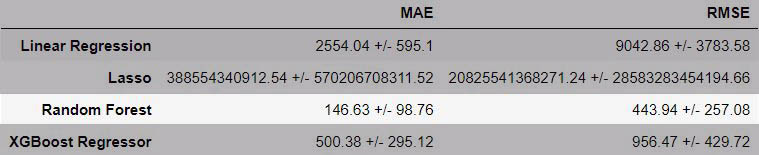 MAE RMSE
Linear Regression 2554.04 +/- 595.1 9042.86 +/- 3783.58
Lasso 388554340912.54 +/- 570206708311.52 20825541368271.24 +/- 28583283454194.66
Random Forest 146.63 +/- 98.76 443.94 +/- 257.08
XGBoost Regressor 500.38 +/- 295.12 956.47 +/- 429.72